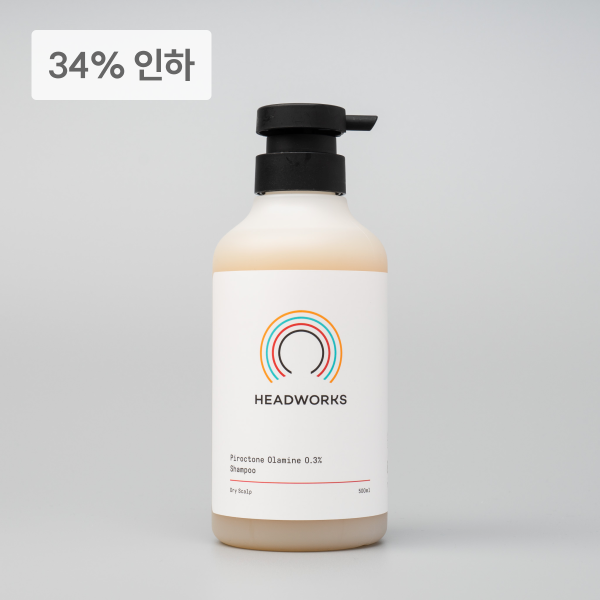 34% 인하
HEADWORKS
Piroctone Olamine 0.3%
Shampoo
Dry Scalp 500ml